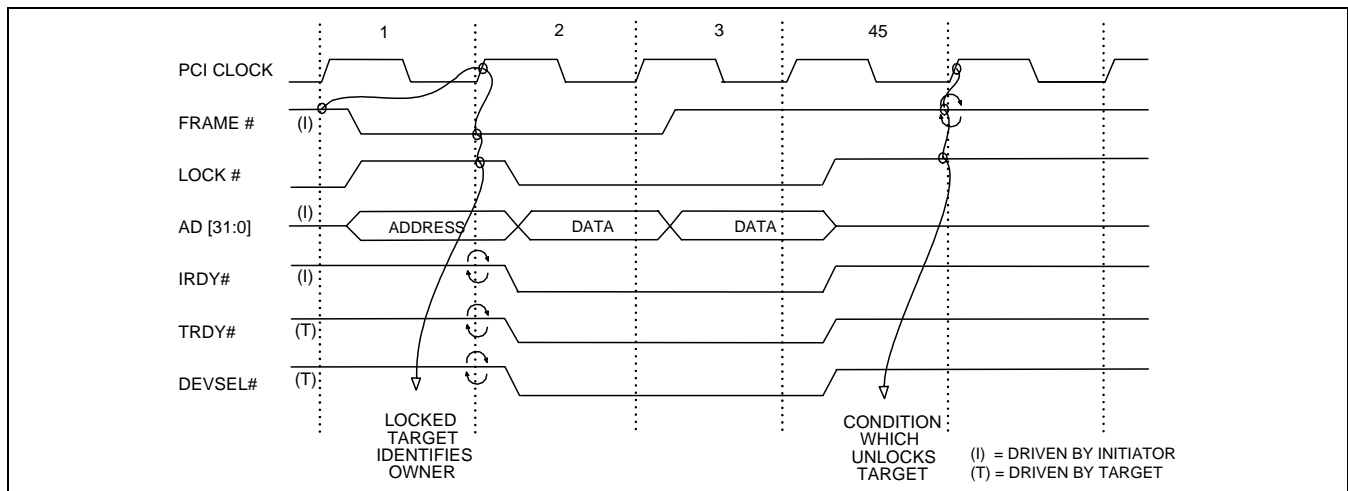 1 2 3 45
PCI CLOCK
FRAME # (I)
LOCK #
AD [31:0] (I) ADDRESS DATA DATA
IRDY# (I)
TRDY# (T)
DEVSEL# (T)
LOCKED
TARGET
IDENTIFIES
OWNER
CONDITION
WHICH
UNLOCKS
TARGET
(I) = DRIVEN BY INITIATOR
(T) = DRIVEN BY TARGET